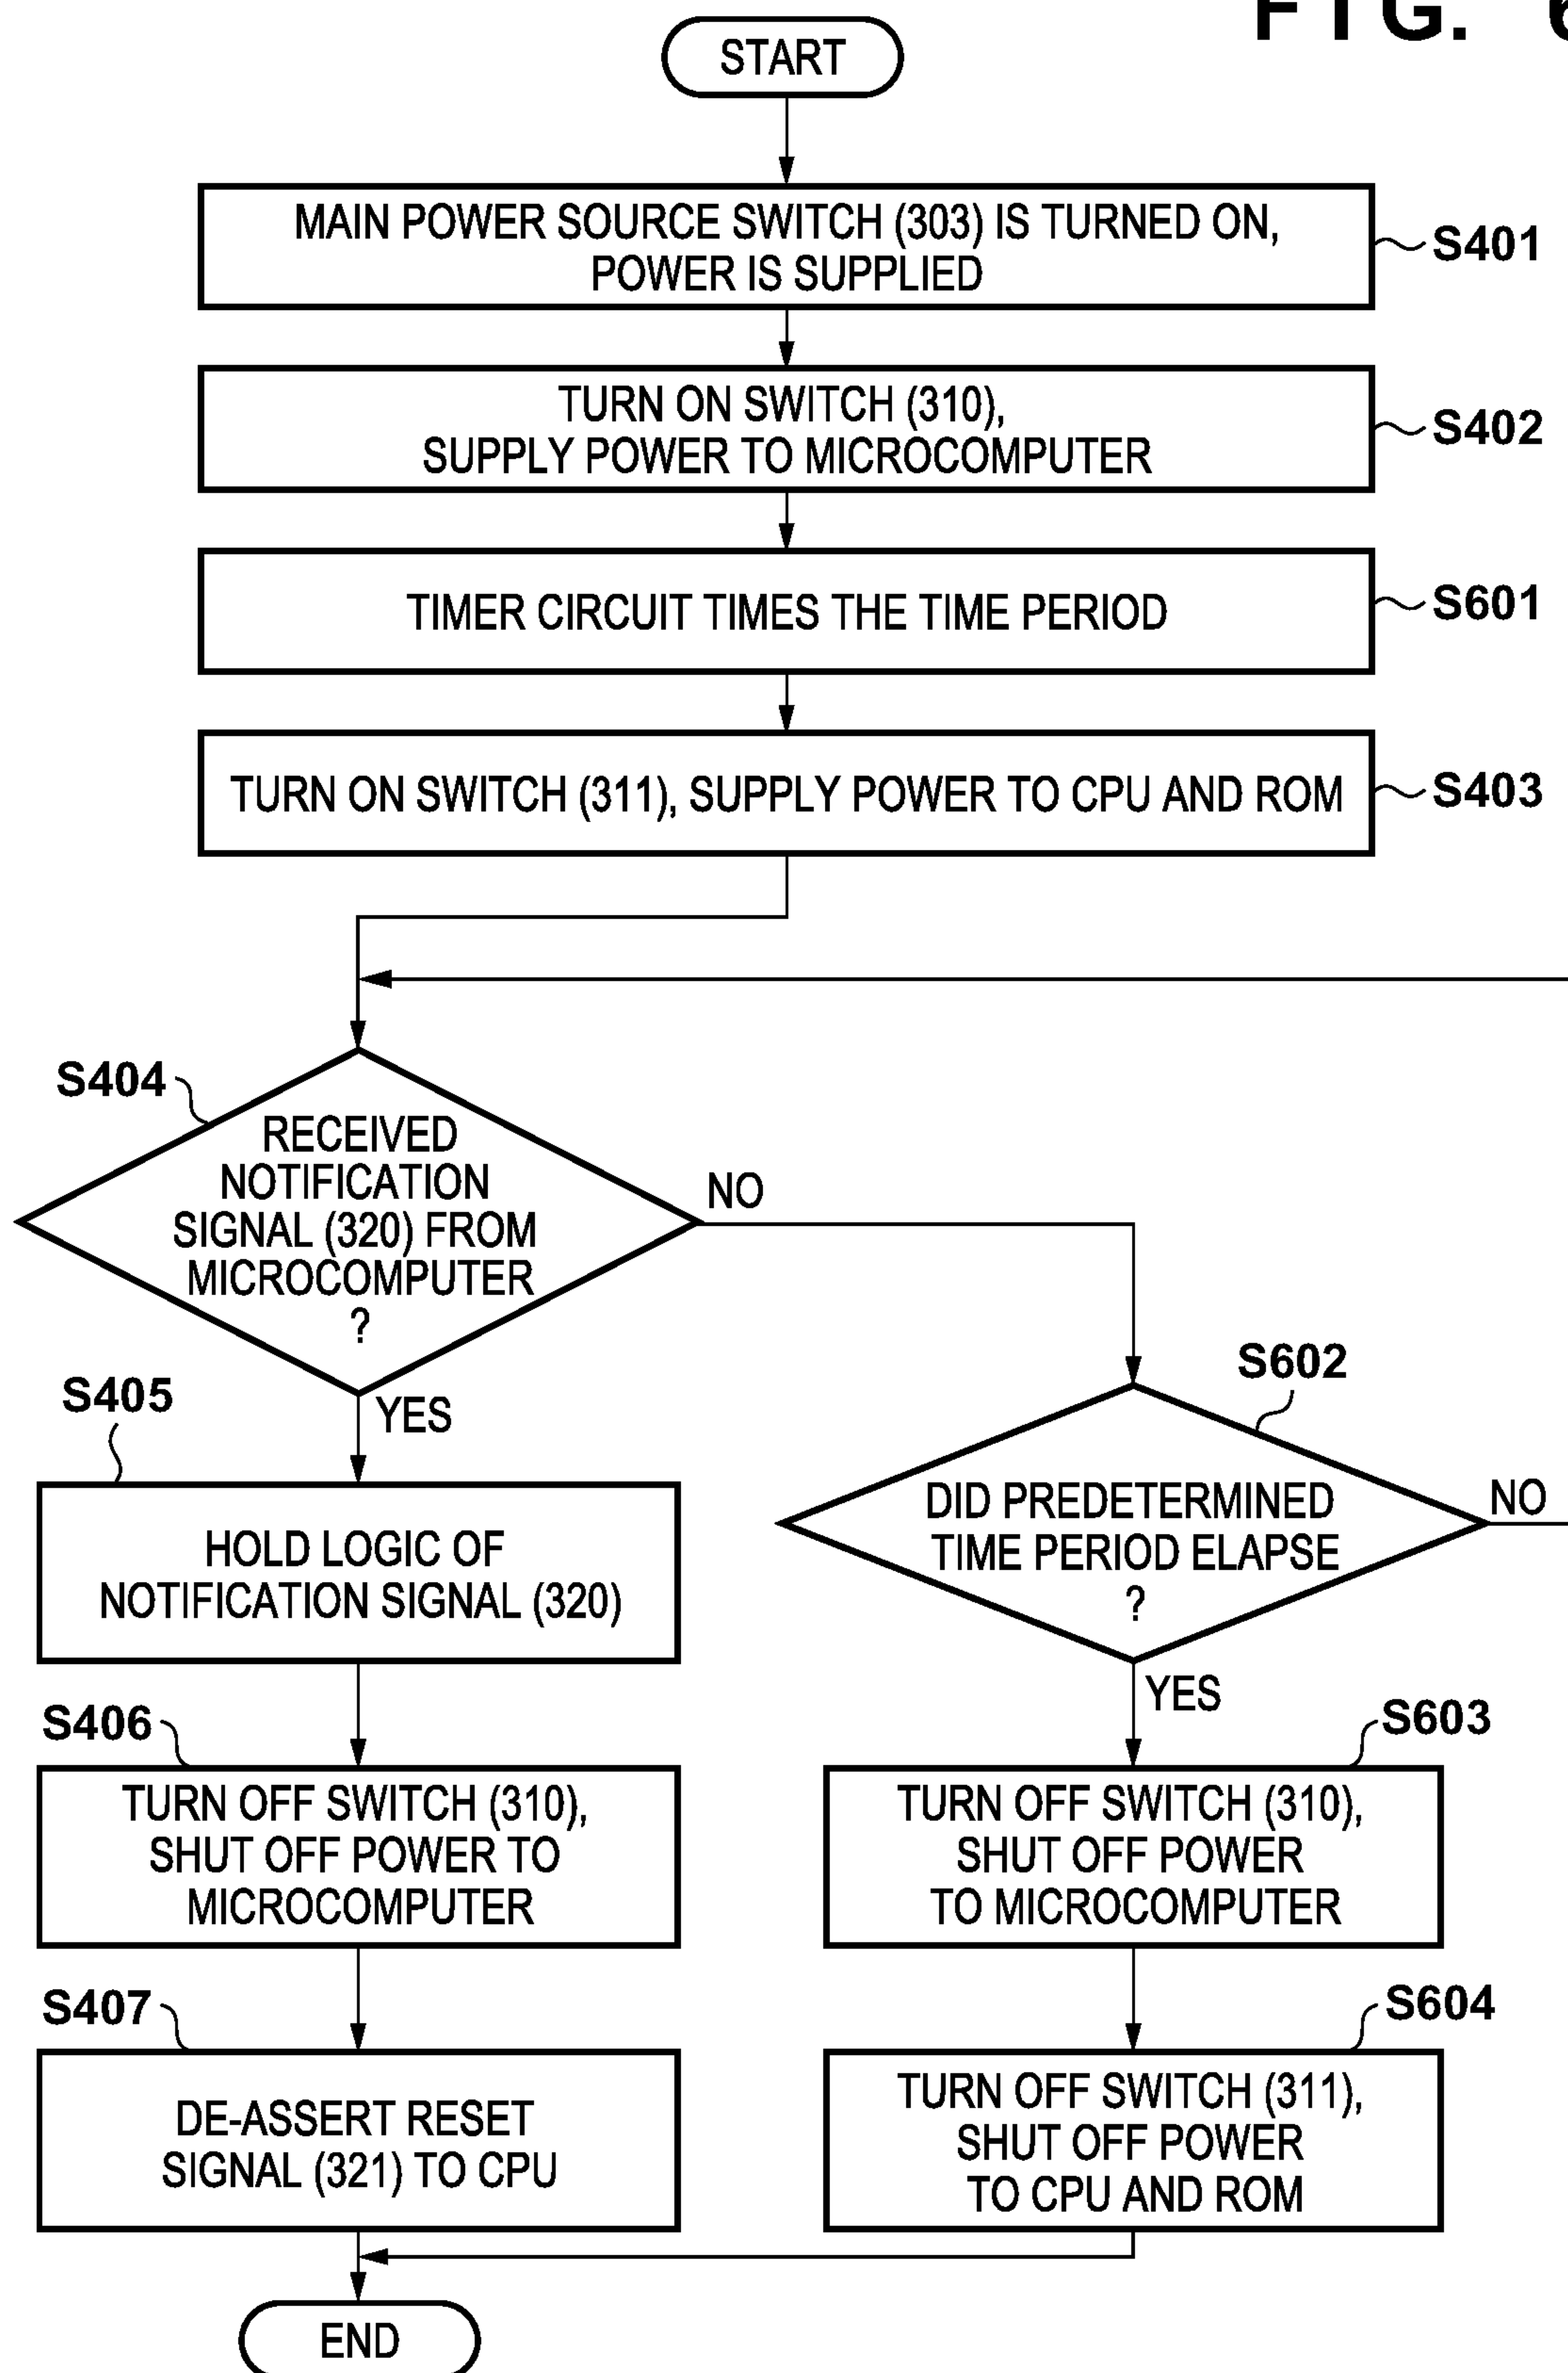 FIG. 6
START
MAIN POWER SOURCE SWITCH (303) IS TURNED ON,
POWER IS SUPPLIED
S401
TURN ON SWITCH (310),
SUPPLY POWER TO MICROCOMPUTER
S402
TIMER CIRCUIT TIMES THE TIME PERIOD
S601
TURN ON SWITCH (311), SUPPLY POWER TO CPU AND ROM
S403
S404
RECEIVED
NOTIFICATION
SIGNAL (320) FROM
MICROCOMPUTER
?
NO
YES
S405
HOLD LOGIC OF
NOTIFICATION SIGNAL (320)
S406
TURN OFF SWITCH (310),
SHUT OFF POWER TO
MICROCOMPUTER
S407
DE-ASSERT RESET
SIGNAL (321) TO CPU
S602
DID PREDETERMINED
TIME PERIOD ELAPSE
?
NO
YES
S603
TURN OFF SWITCH (310),
SHUT OFF POWER
TO MICROCOMPUTER
S604
TURN OFF SWITCH (311),
SHUT OFF POWER
TO CPU AND ROM
END